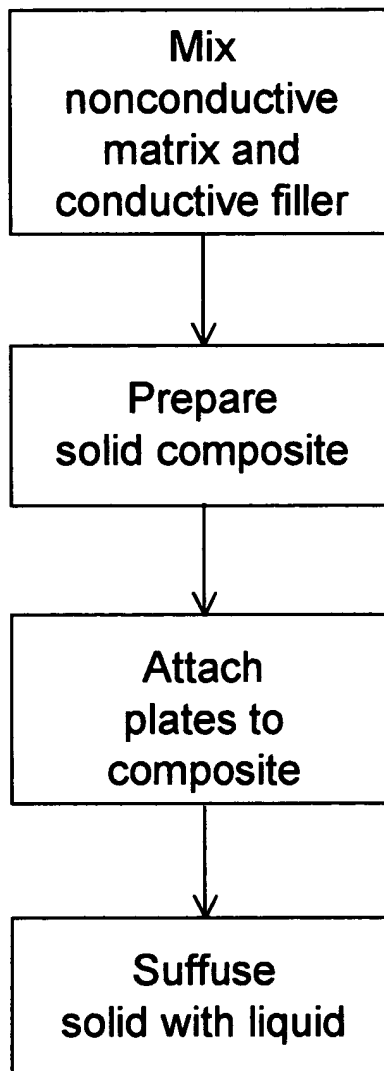 Mix
nonconductive
matrix and
conductive filler
Prepare
solid composite
Attach
plates to
composite
Suffuse
solid with liquid